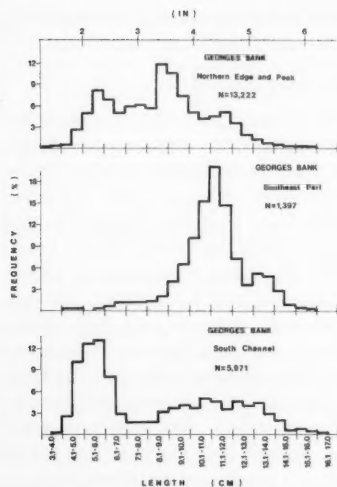 (IN)
2 3 4 5 6
GEORGES BANK
Northern Edge and Peak
N=13,222
12
9
6
3
GEORGES BANK
Southeast Part
N=1,397
18
15
12
9
6
3
FREQUENCY (%)
GEORGES BANK
South Channel
N=5,971
12
9
6
3
3.1-4.0 4.1-5.0 5.1-6.0 6.1-7.0 7.1-8.0 8.1-9.0 9.1-10.0 10.1-11.0 11.1-12.0 12.1-13.0 13.1-14.0 14.1-15.0 15.1-16.0 16.1-17.0
LENGTH (CM)